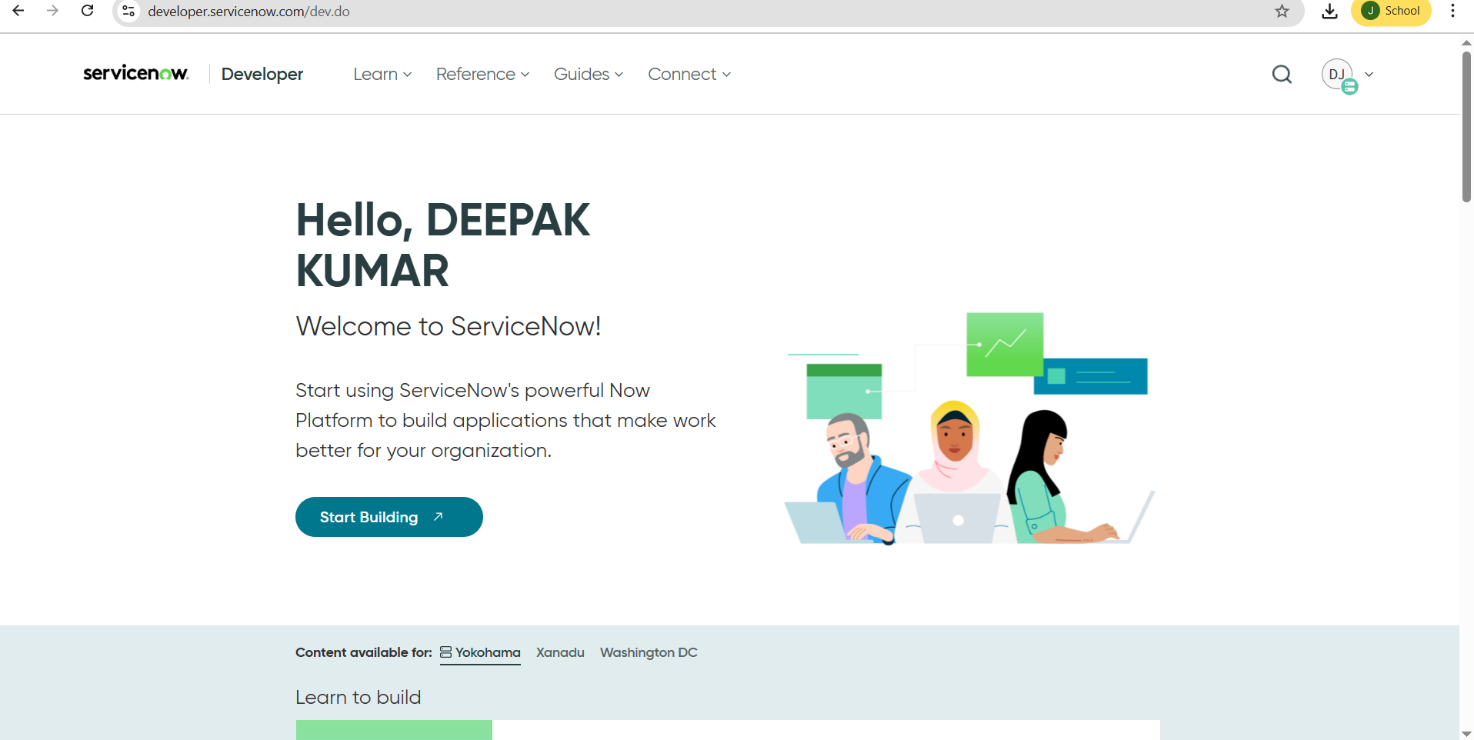 developer.servicenow.com/dev.do
J School
servicenow Developer Learn Reference Guides Connect DJ
Hello, DEEPAK
KUMAR
Welcome to ServiceNow!
Start using ServiceNow's powerful Now
Platform to build applications that make work
better for your organization.
Start Building
Content available for: Yokohama Xanadu Washington DC
Learn to build